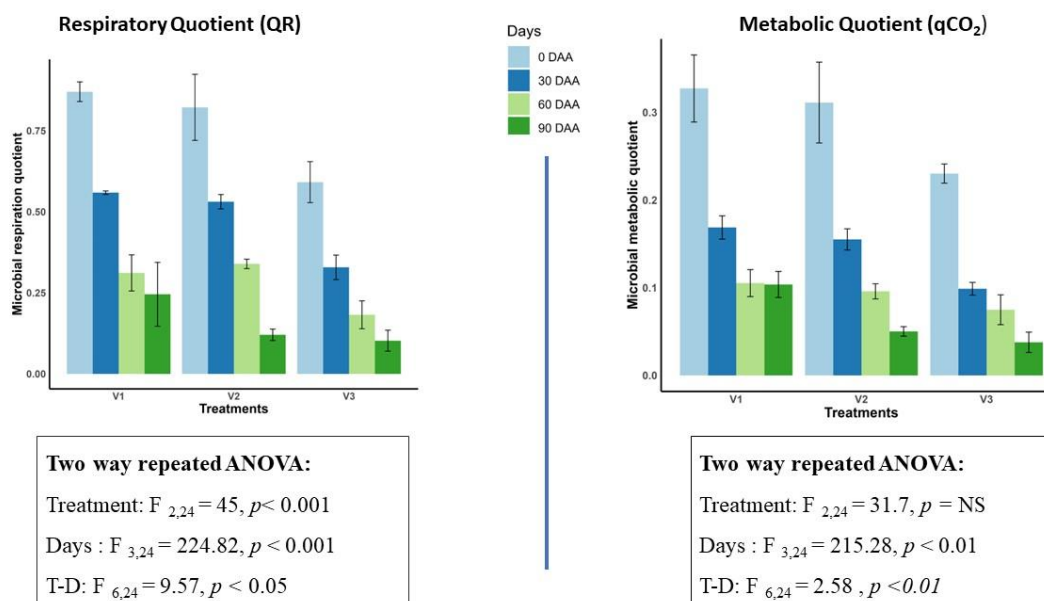 Respiratory Quotient (QR)
Microbial respiration quotient
0.75
0.50
0.25
0.00
V1 V2 V3
Treatments
Two way repeated ANOVA:
Treatment: F 2,24 = 45, p< 0.001
Days : F 3,24 = 224.82, p < 0.001
T-D: F 6,24 = 9.57, p < 0.05
Days
0 DAA
30 DAA
60 DAA
90 DAA
Metabolic Quotient (qCO₂)
Microbial metabolic quotient
0.3
0.2
0.1
0.0
V1 V2 V3
Treatments
Two way repeated ANOVA:
Treatment: F 2,24 = 31.7, p = NS
Days : F 3,24 = 215.28, p < 0.01
T-D: F 6,24 = 2.58 , p <0.01